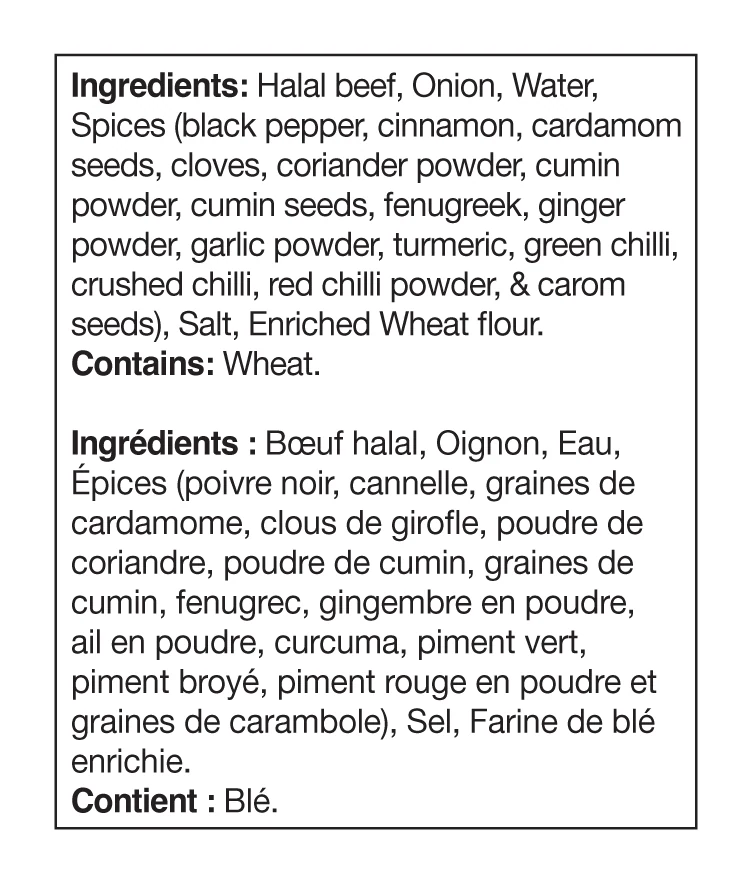 Ingredients: Halal beef, Onion, Water,
Spices (black pepper, cinnamon, cardamom
seeds, cloves, coriander powder, cumin
powder, cumin seeds, fenugreek, ginger
powder, garlic powder, turmeric, green chilli,
crushed chilli, red chilli powder, & carom
seeds), Salt, Enriched Wheat flour.
Contains: Wheat.
Ingrédients : Bœuf halal, Oignon, Eau,
Épices (poivre noir, cannelle, graines de
cardamome, clous de girofle, poudre de
coriandre, poudre de cumin, graines de
cumin, fenugrec, gingembre en poudre,
ail en poudre, curcuma, piment vert,
piment broyé, piment rouge en poudre et
graines de carambole), Sel, Farine de blé
enrichie.
Contient : Blé.